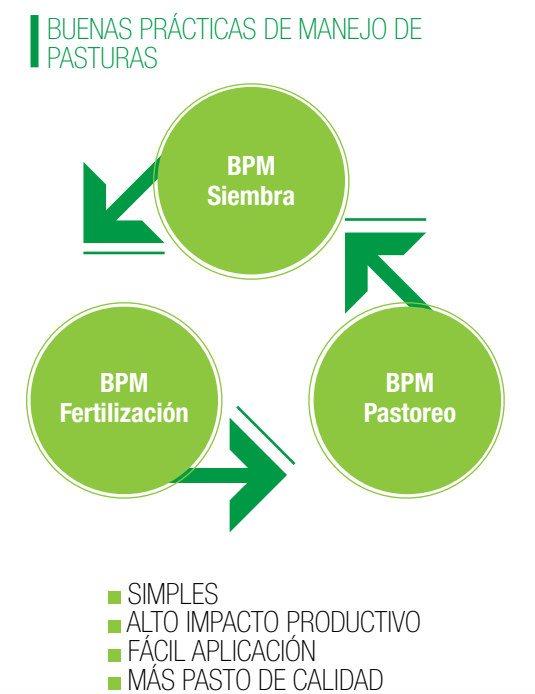 BUENAS PRÁCTICAS DE MANEJO DE
PASTURAS
BPM
Siembra
BPM
Fertilización
BPM
Pastoreo
SIMPLES
ALTO IMPACTO PRODUCTIVO
FÁCIL APLICACIÓN
MÁS PASTO DE CALIDAD